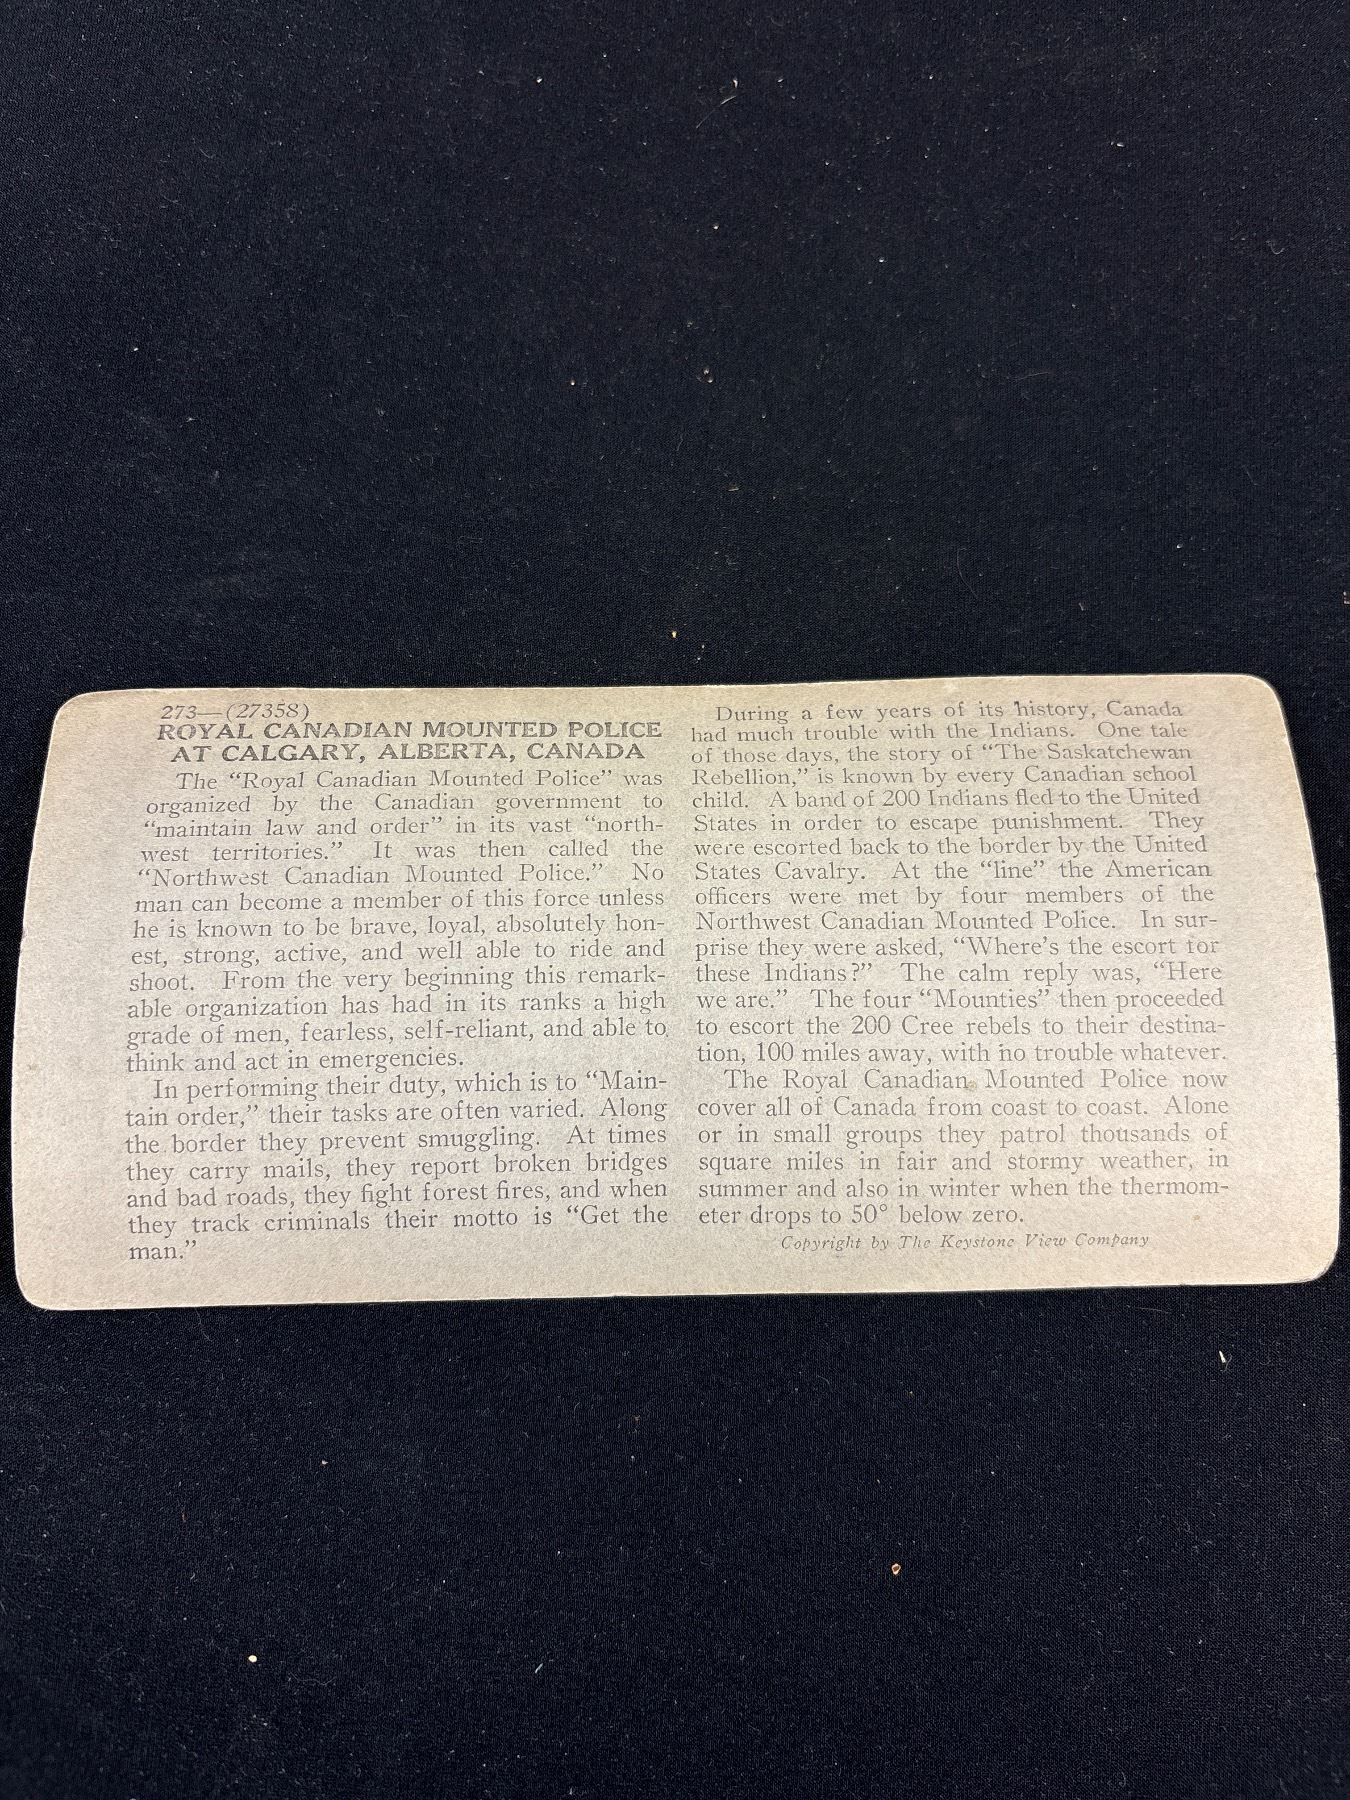 273—(27358)
ROYAL CANADIAN MOUNTED POLICE
AT CALGARY, ALBERTA, CANADA
The “Royal Canadian Mounted Police” was
organized by the Canadian government to
“maintain law and order” in its vast “north-
west territories.” It was then called the
“Northwest Canadian Mounted Police.” No
man can become a member of this force unless
he is known to be brave, loyal, absolutely hon-
est, strong, active, and well able to ride and
shoot. From the very beginning this remark-
able organization has had in its ranks a high
grade of men, fearless, self-reliant, and able to
think and act in emergencies.
In performing their duty, which is to “Main-
tain order,” their tasks are often varied. Along
the border they prevent smuggling. At times
they carry mails, they report broken bridges
and bad roads, they fight forest fires, and when
they track criminals their motto is “Get the
man.”
During a few years of its history, Canada
had much trouble with the Indians. One tale
of those days, the story of “The Saskatchewan
Rebellion,” is known by every Canadian school
child. A band of 200 Indians fled to the United
States in order to escape punishment. They
were escorted back to the border by the United
States Cavalry. At the “line” the American
officers were met by four members of the
Northwest Canadian Mounted Police. In sur-
prise they were asked, “Where’s the escort for
these Indians?” The calm reply was, “Here
we are.” The four “Mounties” then proceeded
to escort the 200 Cree rebels to their destina-
tion, 100 miles away, with no trouble whatever.
The Royal Canadian Mounted Police now
cover all of Canada from coast to coast. Alone
or in small groups they patrol thousands of
square miles in fair and stormy weather, in
summer and also in winter when the thermom-
eter drops to 50° below zero.
Copyright by The Keystone View Company